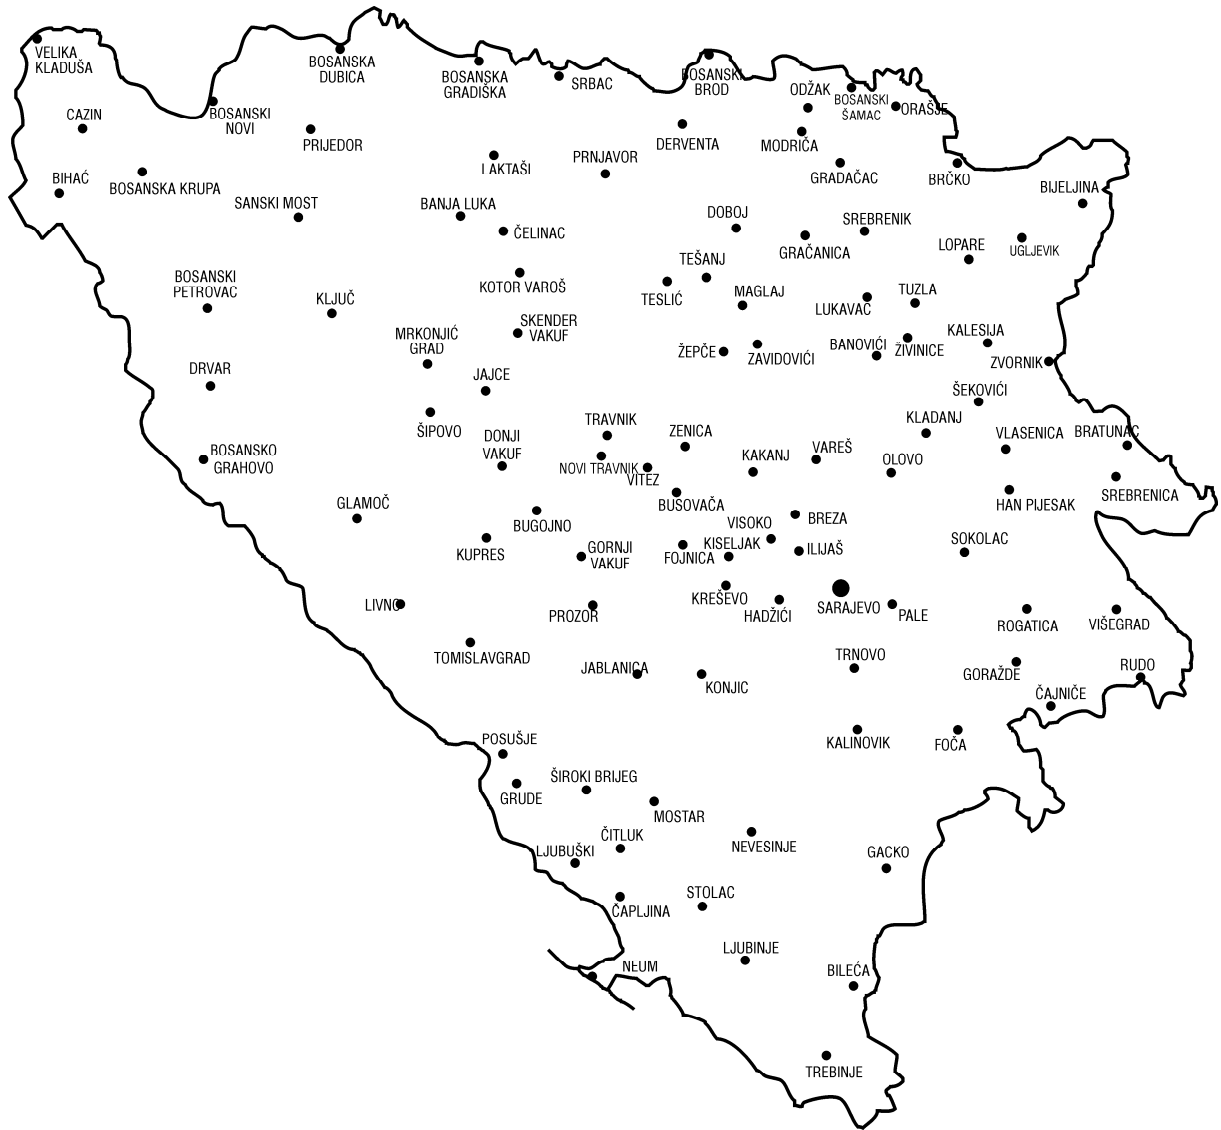 VELIKA
KLADUŠA
BOSANSKA
DUBICA
BOSANSKA
GRADIŠKA
SRBAC
BOSANSKI
BROD
ODŽAK
BOSANSKI
ŠAMAC
ORAŠJE
CAZIN
BOSANSKI
NOVI
PRIJEDOR
LAKTAŠI
PRNJAVOR
DERVENTA
MODRIČA
GRADAČAC
BRČKO
BIJELJINA
BIHAĆ
BOSANSKA KRUPA
SANSKI MOST
BANJA LUKA
ČELINAC
DOBOJ
GRAČANICA
SREBRENIK
LOPARE
UGLJEVIK
BOSANSKI
PETROVAC
KLJUČ
KOTOR VAROŠ
TESLIĆ
TEŠANJ
MAGLAJ
LUKAVAC
TUZLA
MRKONJIĆ
GRAD
SKENDER
VAKUF
ŽEPČE
ZAVIDOVIĆI
BANOVIĆI
ŽIVINICE
KALESIJA
ZVORNIK
DRVAR
JAJCE
ŠEKOVIĆI
ŠIPOVO
DONJI
VAKUF
TRAVNIK
NOVI TRAVNIK
VITEZ
ZENICA
KAKANJ
VAREŠ
OLOVO
KLADANJ
VLASENICA
BRATUNAC
BOSANSKO
GRAHOVO
GLAMOČ
BUGOJNO
BUSOVAČA
VISOKO
BREZA
HAN PIJESAK
SREBRENICA
KUPRES
GORNJI
VAKUF
FOJNICA
KISELJAK
ILIJAŠ
SOKOLAC
LIVNO
PROZOR
KREŠEVO
HADŽIĆI
SARAJEVO
PALE
ROGATICA
VIŠEGRAD
TOMISLAVGRAD
JABLANICA
KONJIC
TRNOVO
GORAŽDE
RUDO
ČAJNIČE
POSUŠJE
KALINOVIK
FOČA
GRUDE
ŠIROKI BRIJEG
MOSTAR
LJUBUŠKI
ČITLUK
NEVESINJE
GACKO
ČAPLJINA
STOLAC
NEUM
LJUBINJE
BILEĆA
TREBINJE